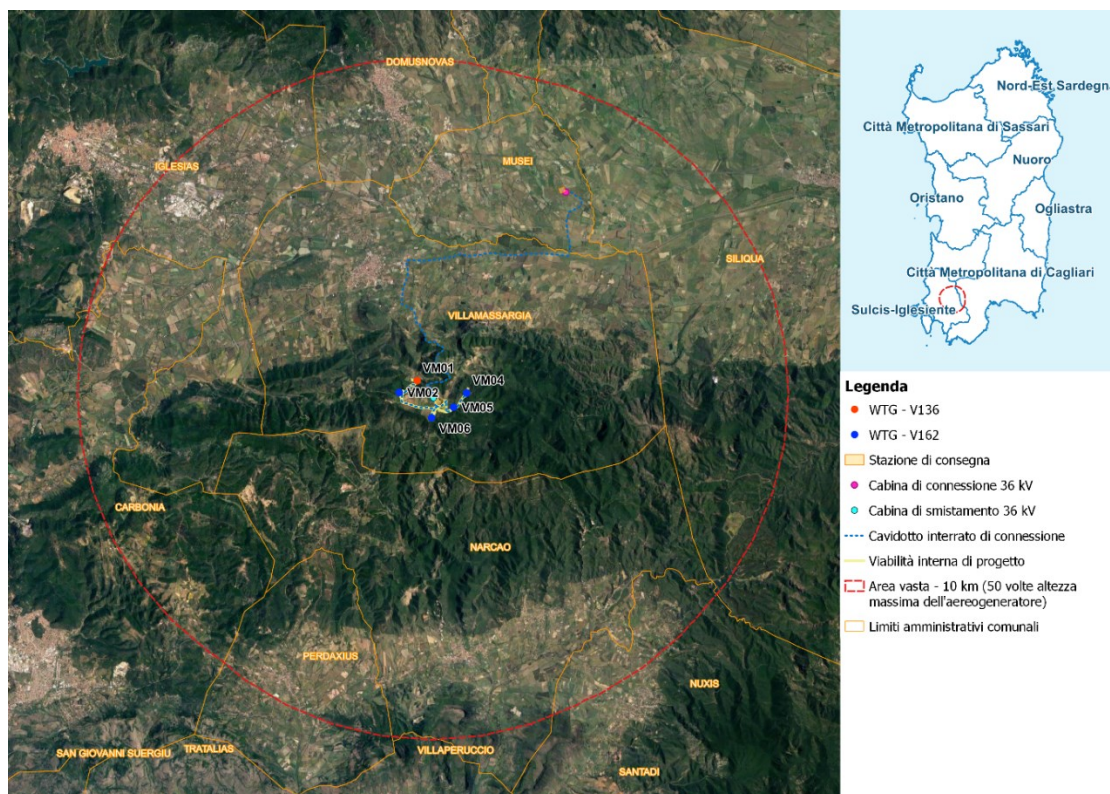 DOMUSNOVAS
IGLESIAS
MUSEI
SILIQUA
VILLAMASSARGIA
VM01
VM02
VM04
VM05
VM06
CARBONIA
NARCAO
PERDAXIUS
NUXIS
SAN GIOVANNI SUERGIU
TRATALIAS
VILLAPERUCCIO
SANTADI
Nord-Est Sardegna
Città Metropolitana di Sassari
Nuoro
Oristano
Ogliastra
Città Metropolitana di Cagliari
Sulcis-Iglesiente
Legenda
WTG - V136
WTG - V162
Stazione di consegna
Cabina di connessione 36 kV
Cabina di smistamento 36 kV
Cavidotto interrato di connessione
Viabilità interna di progetto
Area vasta - 10 km (50 volte altezza
massima dell'aereogeneratore)
Limiti amministrativi comunali